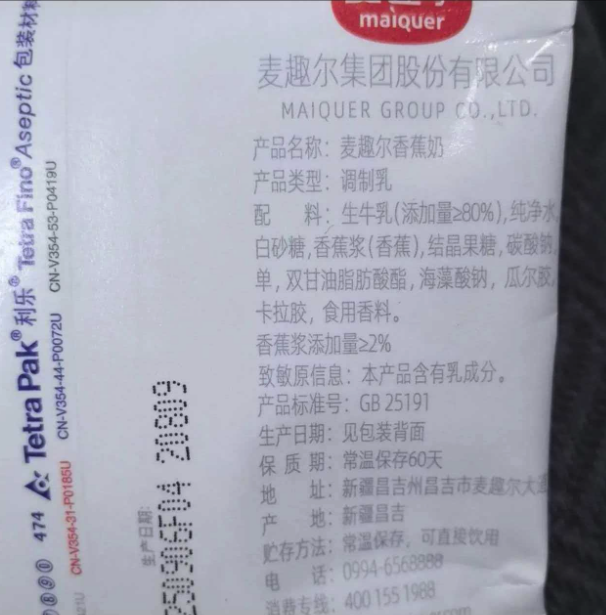 maiquer
麦趣尔集团股份有限公司
MAIQUER GROUP CO.,LTD.
产品名称：麦趣尔香蕉奶
产品类型：调制乳
配 料：生牛乳(添加量≥80%),纯净水,
白砂糖,香蕉浆(香蕉),结晶果糖,碳酸钠,
单，双甘油脂肪酸酯，海藻酸钠，瓜尔胶,
卡拉胶，食用香料。
香蕉浆添加量≥2%
致敏原信息：本产品含有乳成分。
产品标准号：GB 25191
生产日期：见包装背面
保 质 期：常温保存60天
地 址：新疆昌吉州昌吉市麦趣尔大道
产 地：新疆昌吉
贮存方法：常温保存，可直接饮用
电 话：0994-6568888
消费专线：400 155 1988
474 Tetra Pak® 利乐® Tetra Fino® Aseptic 包装材料
CN-V354-31-P0185U CN-V354-44-P0072U CN-V354-53-P0419U
生产日期：
250906F04 20809